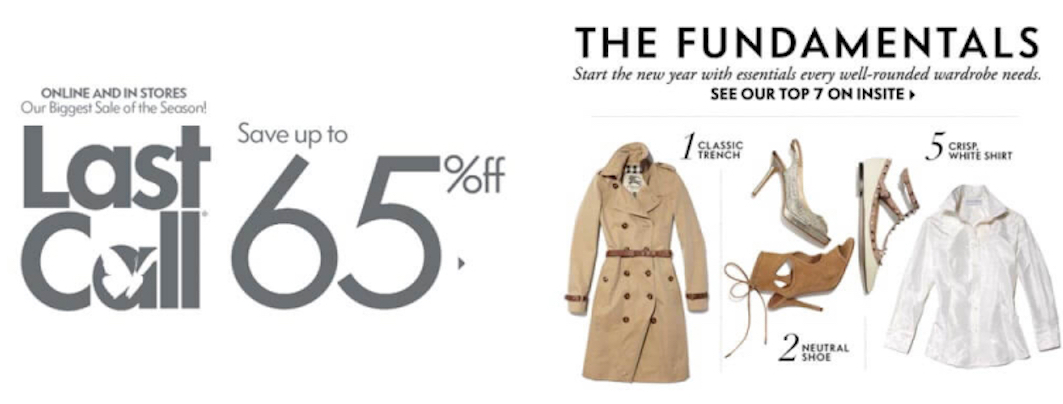 ONLINE AND IN STORES
Our Biggest Sale of the Season!
Last
Call
Save up to
65%ff
THE FUNDAMENTALS
Start the new year with essentials every well-rounded wardrobe needs.
SEE OUR TOP 7 ON INSITE
1 CLASSIC
TRENCH
5 CRISP,
WHITE SHIRT
2 NEUTRAL
SHOE